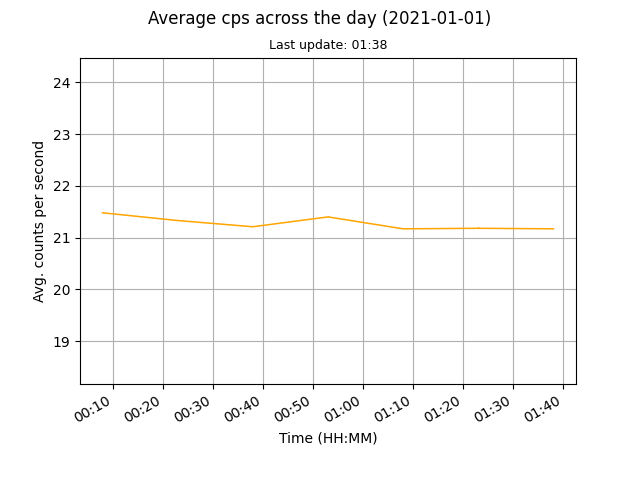 Average cps across the day (2021-01-01)
Last update: 01:38
Avg. counts per second
24
23
22
21
20
19
00:10 00:20 00:30 00:40 00:50 01:00 01:10 01:20 01:30 01:40
Time (HH:MM)